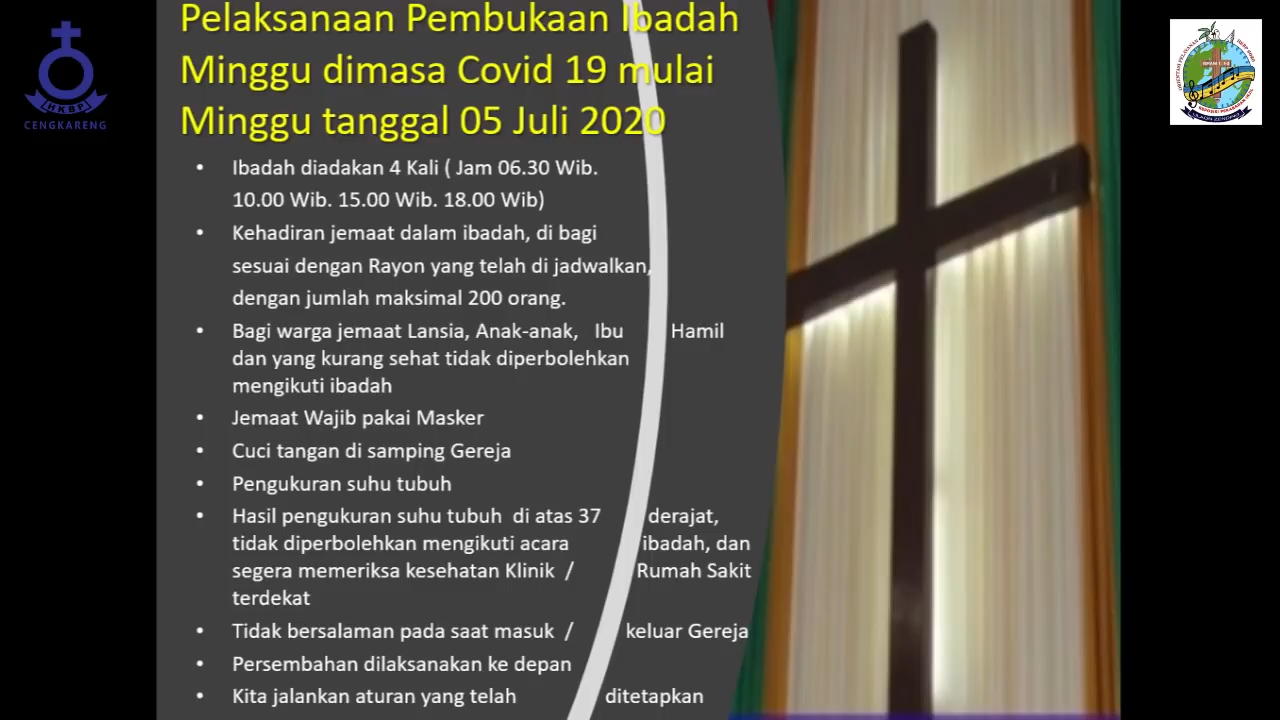 HKBP
CENGKARENG
Pelaksanaan Pembukaan Ibadah
Minggu dimasa Covid 19 mulai
Minggu tanggal 05 Juli 2020
• Ibadah diadakan 4 Kali ( Jam 06.30 Wib.
10.00 Wib. 15.00 Wib. 18.00 Wib)
• Kehadiran jemaat dalam ibadah, di bagi
sesuai dengan Rayon yang telah di jadwalkan,
dengan jumlah maksimal 200 orang.
• Bagi warga jemaat Lansia, Anak-anak, Ibu Hamil
dan yang kurang sehat tidak diperbolehkan
mengikuti ibadah
• Jemaat Wajib pakai Masker
• Cuci tangan di samping Gereja
• Pengukuran suhu tubuh
• Hasil pengukuran suhu tubuh di atas 37 derajat,
tidak diperbolehkan mengikuti acara ibadah, dan
segera memeriksa kesehatan Klinik / Rumah Sakit
terdekat
• Tidak bersalaman pada saat masuk / keluar Gereja
• Persembahan dilaksanakan ke depan
• Kita jalankan aturan yang telah ditetapkan